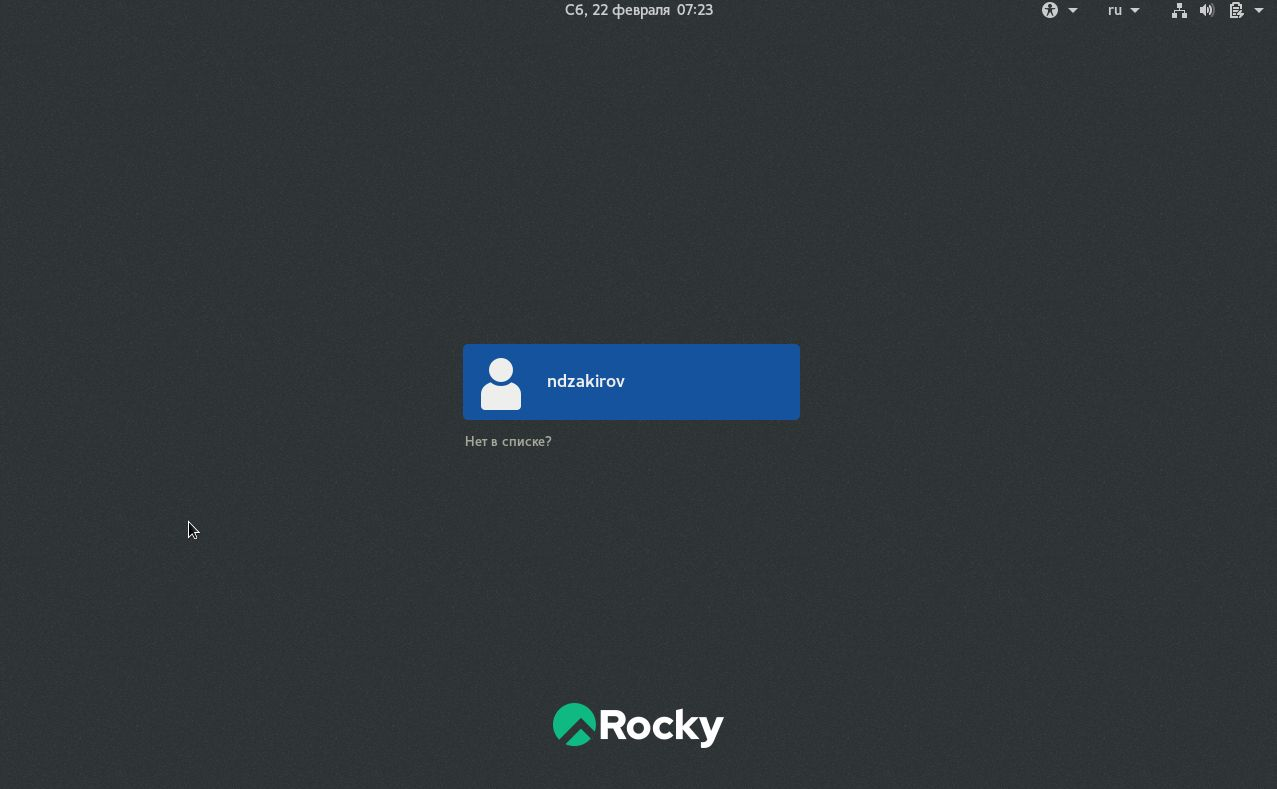 Сб, 22 февраля 07:23
ru
ndzakirov
Нет в списке?
Rocky